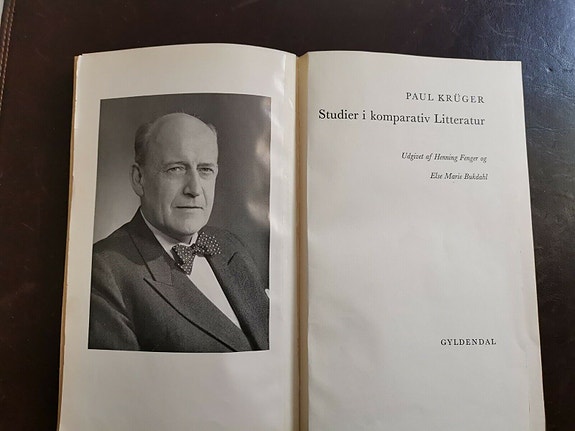 PAUL KRÜGER
Studier i komparativ Litteratur
Udgivet af Henning Fenger og
Else Marie Bukdahl
GYLDENDAL